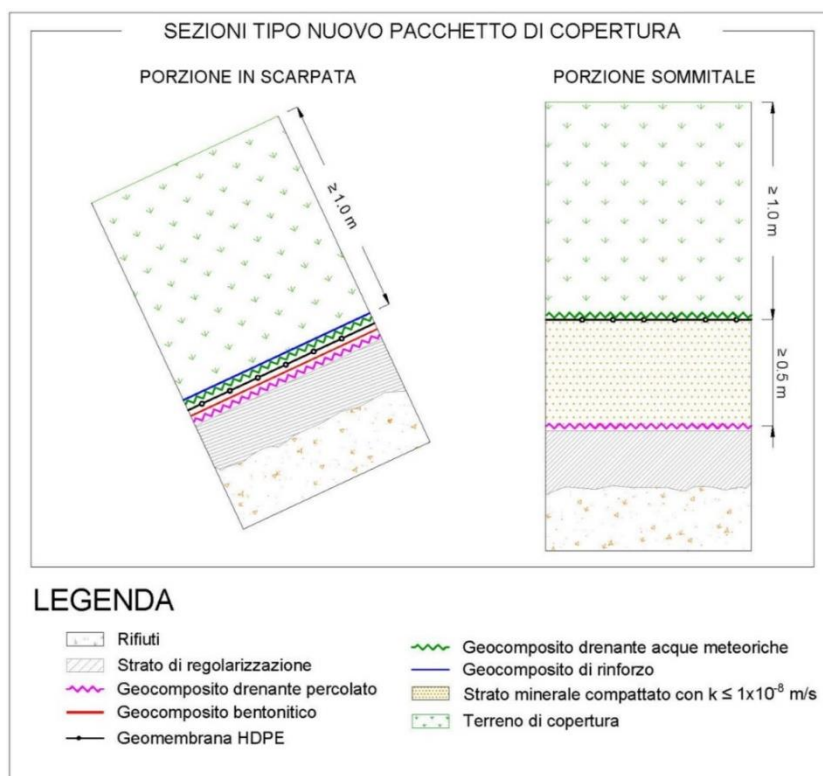 SEZIONI TIPO NUOVO PACCHETTO DI COPERTURA
PORZIONE IN SCARPATA
PORZIONE SOMMITALE
≥ 1.0 m
≥ 1.0 m
≥ 0.5 m
LEGENDA
Rifiuti
Strato di regolarizzazione
Geocomposito drenante percolato
Geocomposito bentonitico
Geomembrana HDPE
Geocomposito drenante acque meteoriche
Geocomposito di rinforzo
Strato minerale compattato con k ≤ 1x10⁻⁸ m/s
Terreno di copertura